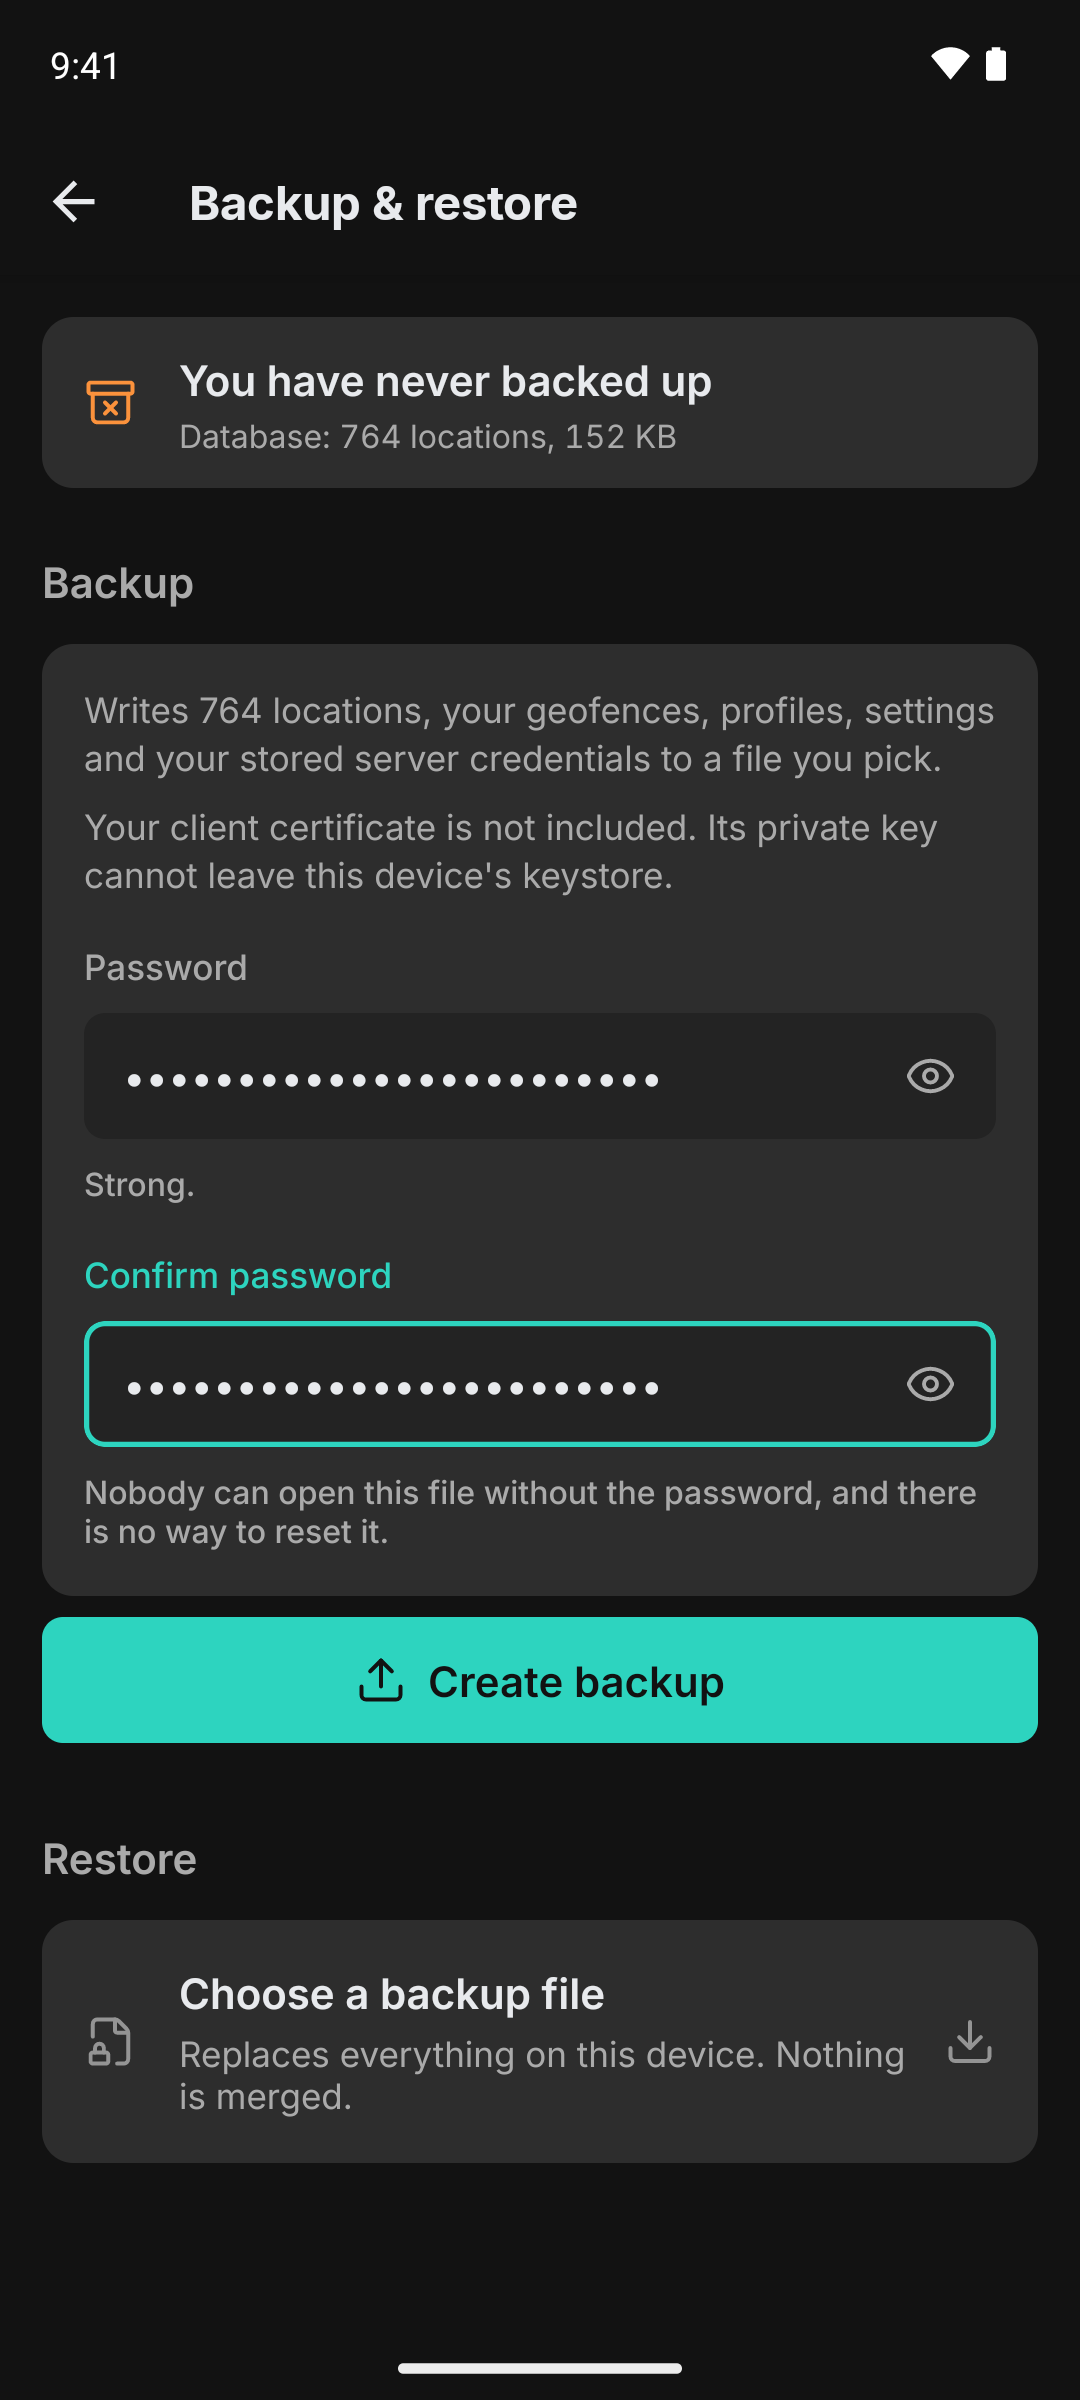 9:41
Backup & restore
You have never backed up
Database: 764 locations, 152 KB
Backup
Writes 764 locations, your geofences, profiles, settings
and your stored server credentials to a file you pick.
Your client certificate is not included. Its private key
cannot leave this device's keystore.
Password
••••••••••••••••••••••••
Strong.
Confirm password
••••••••••••••••••••••••
Nobody can open this file without the password, and there
is no way to reset it.
Create backup
Restore
Choose a backup file
Replaces everything on this device. Nothing
is merged.